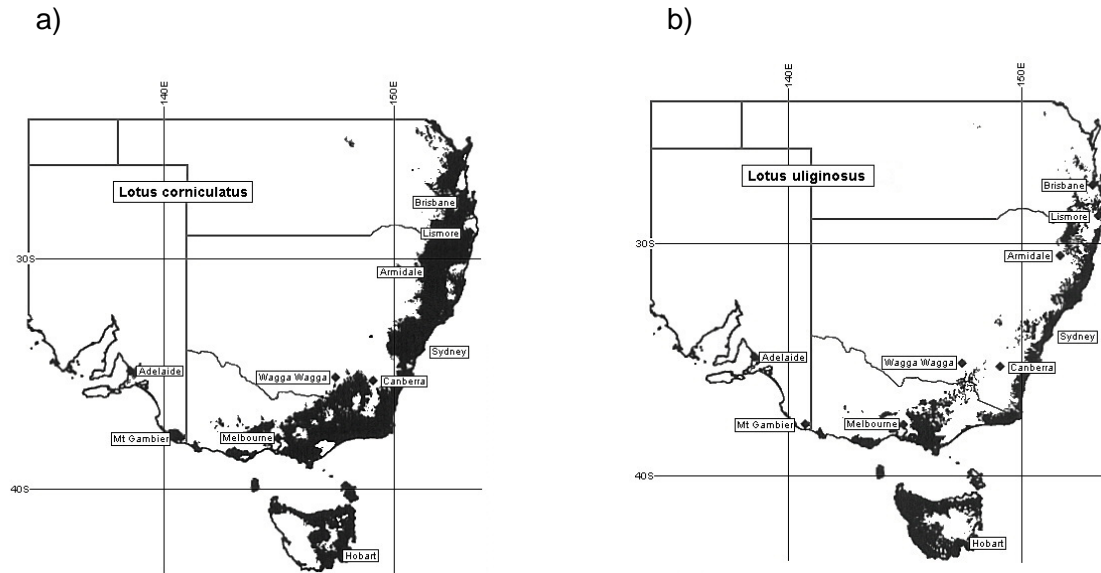 a)
140E
150E
Lotus corniculatus
Brisbane
Lismore
30S
Armidale
Sydney
Adelaide
Wagga Wagga
Canberra
Mt Gambier
Melbourne
40S
Hobart
b)
140E
150E
Lotus uliginosus
Brisbane
Lismore
30S
Armidale
Sydney
Adelaide
Wagga Wagga
Canberra
Mt Gambier
Melbourne
40S
Hobart